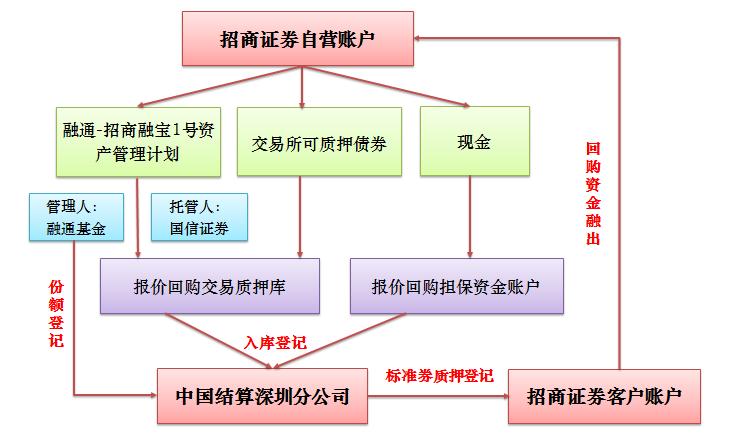 招商证券自营账户
融通-招商融宝1号资
产管理计划
交易所可质押债券
现金
回购资金融出
管理人：
融通基金
托管人：
国信证券
份额登记
报价回购交易质押库
报价回购担保资金账户
入库登记
中国结算深圳分公司
标准券质押登记
招商证券客户账户